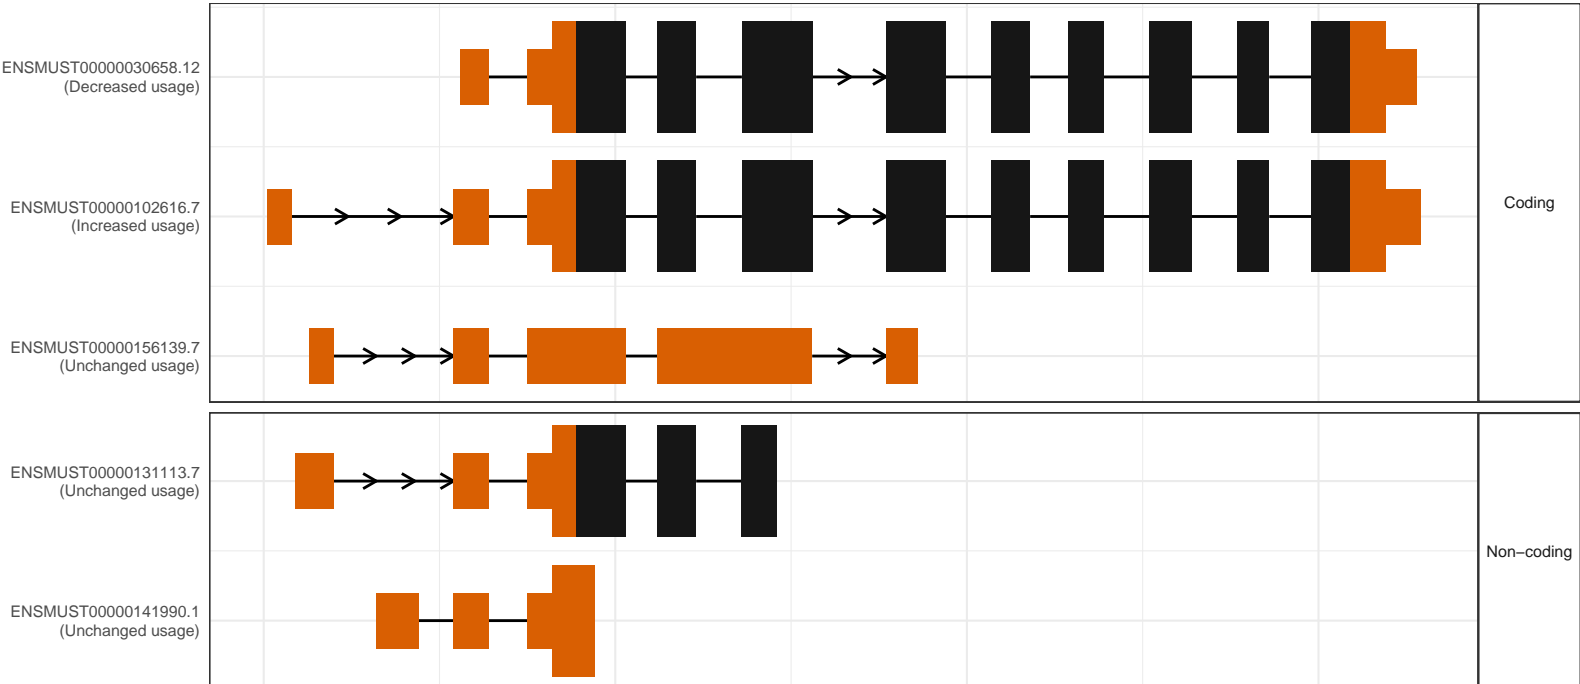 ENSMUST00000030658.12
(Decreased usage)
ENSMUST00000102616.7
(Increased usage)
Coding
ENSMUST00000156139.7
(Unchanged usage)
ENSMUST00000131113.7
(Unchanged usage)
Non−coding
ENSMUST00000141990.1
(Unchanged usage)